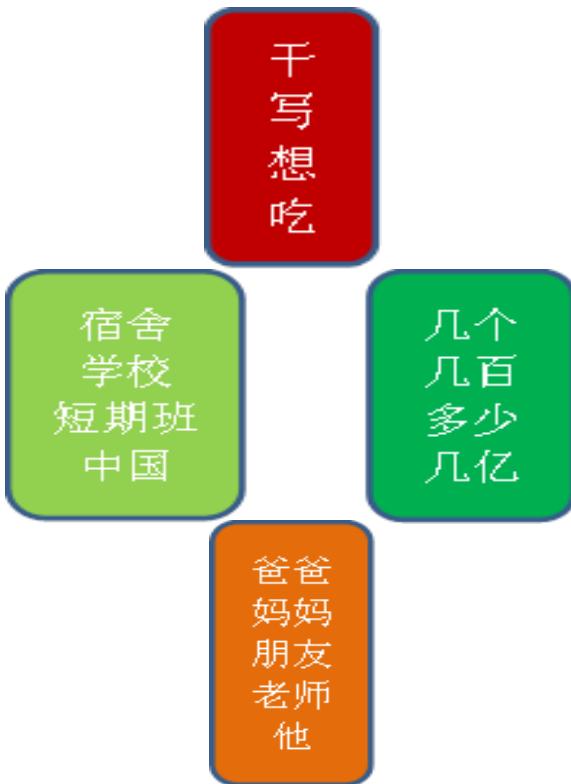 干
写
想
吃
宿舍
学校
短期班
中国
几个
几百
多少
几亿
爸爸
妈妈
朋友
老师
他